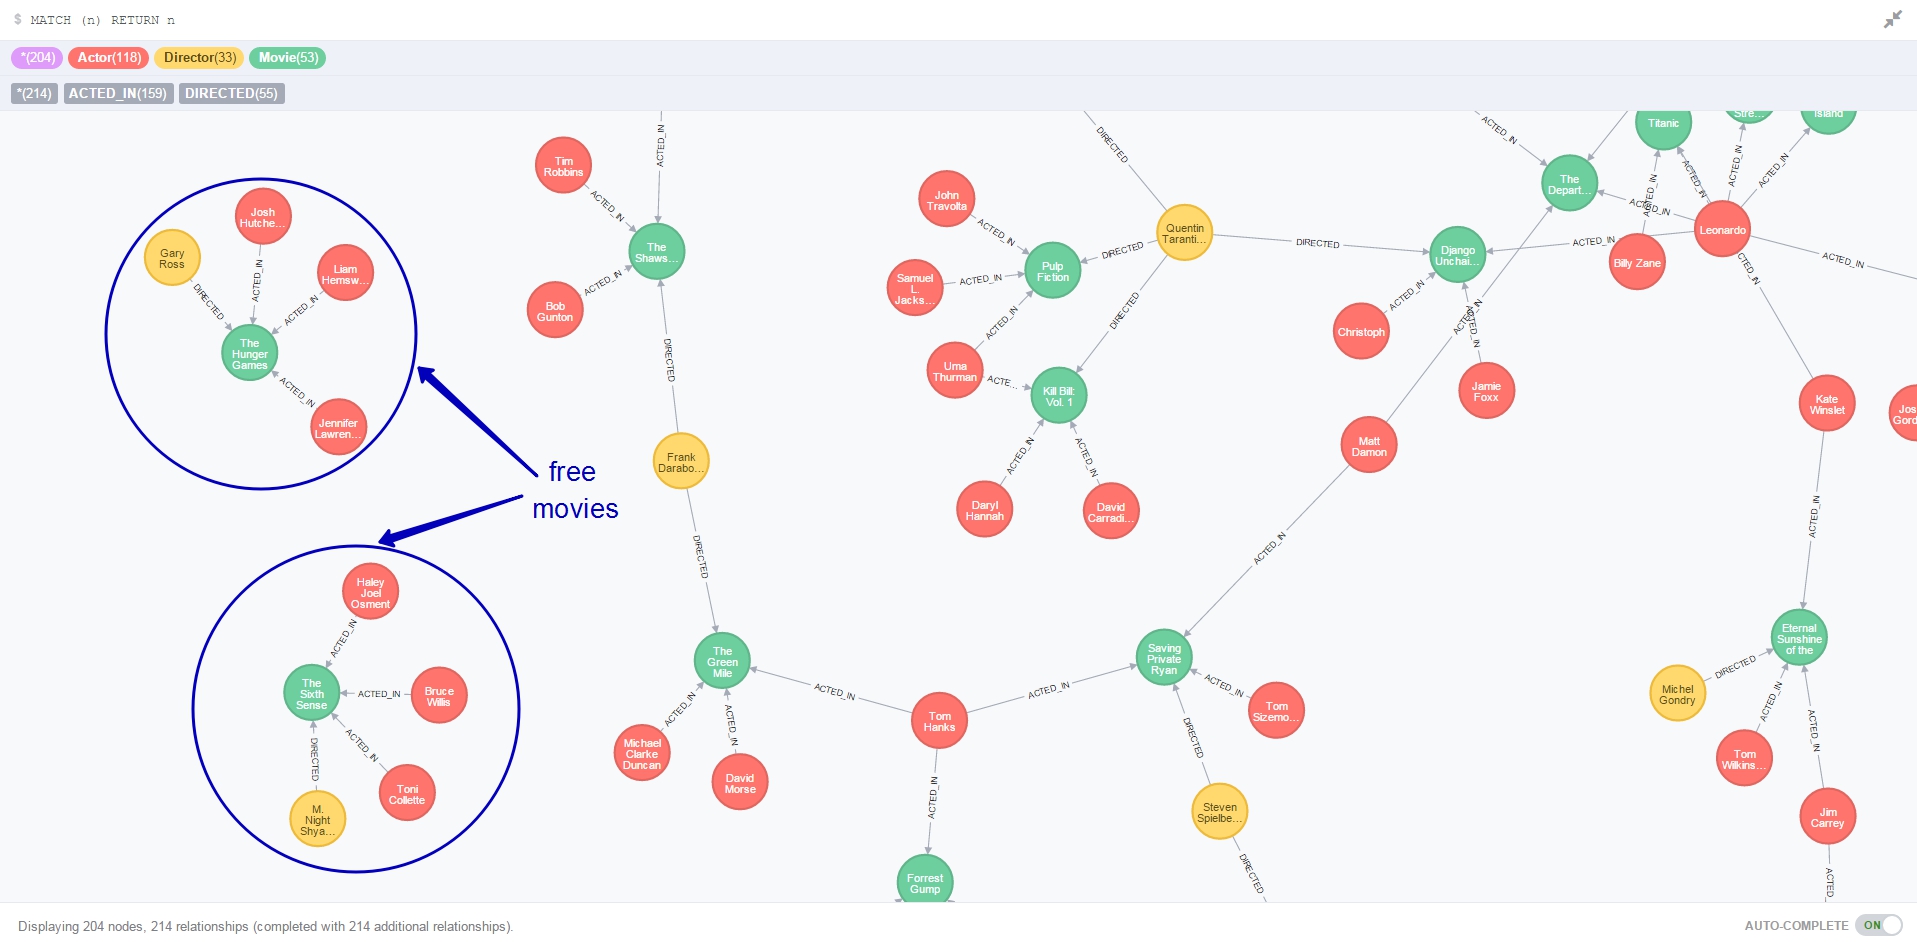 $ MATCH (n) RETURN n
*(204) Actor(118) Director(33) Movie(53)
*(214) ACTED_IN(159) DIRECTED(55)
Josh
Hutche...
Gary
Ross
Liam
Hemsw...
The
Hunger
Games
Jennifer
Lawren...
ACTED_IN
DIRECTED
ACTED_IN
ACTED_IN
free
movies
Haley
Joel
Osment
The
Sixth
Sense
Bruce
Willis
Toni
Collette
M.
Night
Shya...
ACTED_IN
ACTED_IN
ACTED_IN
DIRECTED
ACTED_IN
Tim
Robbins
ACTED_IN
The
Shaws...
ACTED_IN
Bob
Gunton
DIRECTED
Frank
Darabo...
DIRECTED
The
Green
Mile
ACTED_IN
ACTED_IN
Michael
Clarke
Duncan
David
Morse
ACTED_IN
Tom
Hanks
ACTED_IN
ACTED_IN
Forrest
Gump
DIRECTED
John
Travolta
ACTED_IN
Quentin
Taranti...
DIRECTED
Pulp
Fiction
Samuel
L.
Jacks...
ACTED_IN
ACTED_IN
DIRECTED
Uma
Thurman
ACTE...
Kill Bill:
Vol. 1
ACTED_IN
ACTED_IN
Daryl
Hannah
David
Carradi...
DIRECTED
Django
Unchai...
ACTED_IN
Christoph
ACTED_IN
ACTED_IN
Jamie
Foxx
ACTED_IN
Matt
Damon
ACTED_IN
Saving
Private
Ryan
ACTED_IN
Tom
Sizemo...
DIRECTED
Steven
Spielbe...
DIRECTED
ACTED_IN
The
Depart...
Titanic
Stre...
Island
ACTED_IN
ACTED_IN
ACTED_IN
ACTED_IN
ACTED_IN
Leonardo
Billy Zane
ACTED_IN
CTED_IN
Kate
Winslet
Jos
Gord
ACTED_IN
Eternal
Sunshine
of the
DIRECTED
Michel
Gondry
ACTED_IN
Tom
Wilkins...
ACTED_IN
Jim
Carrey
ACTED
Displaying 204 nodes, 214 relationships (completed with 214 additional relationships).
AUTO-COMPLETE ON